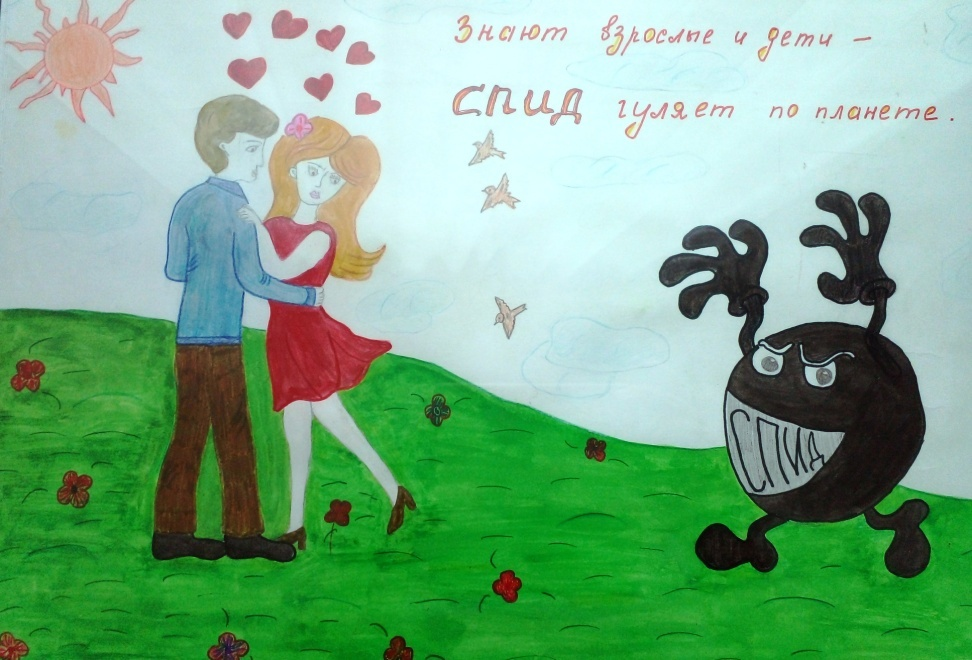 Знают взрослые и дети –
СПИД гуляет по планете.
СПИД